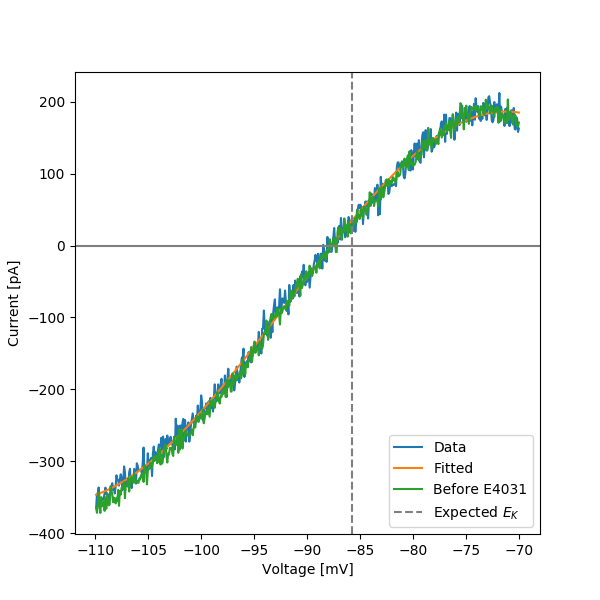 200
100
0
−100
−200
−300
−400
Current [pA]
Data
Fitted
Before E4031
Expected E_K
−110 −105 −100 −95 −90 −85 −80 −75 −70
Voltage [mV]